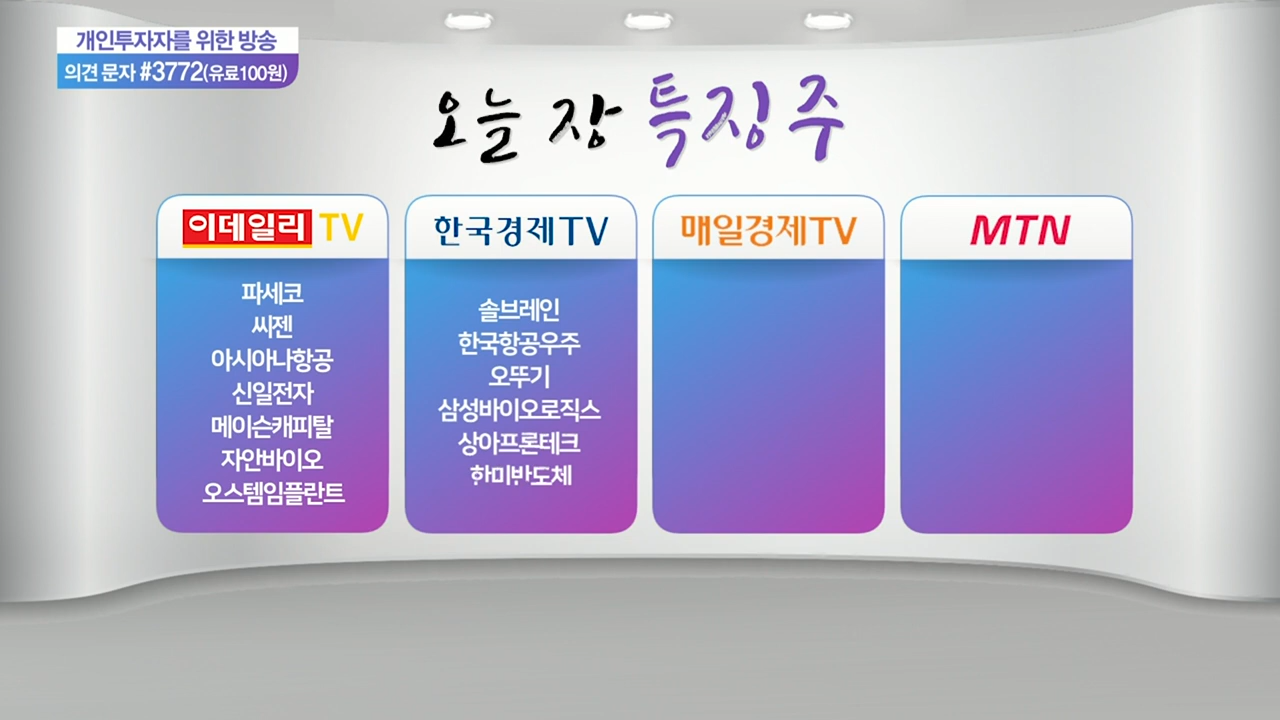 개인투자자를 위한 방송
의견 문자 #3772(유료100원)
오늘 장 특징주
이데일리 TV
파세코
씨젠
아시아나항공
신일전자
메이슨캐피탈
자안바이오
오스템임플란트
한국경제TV
솔브레인
한국항공우주
오뚜기
삼성바이오로직스
상아프론테크
한미반도체
매일경제TV
MTN